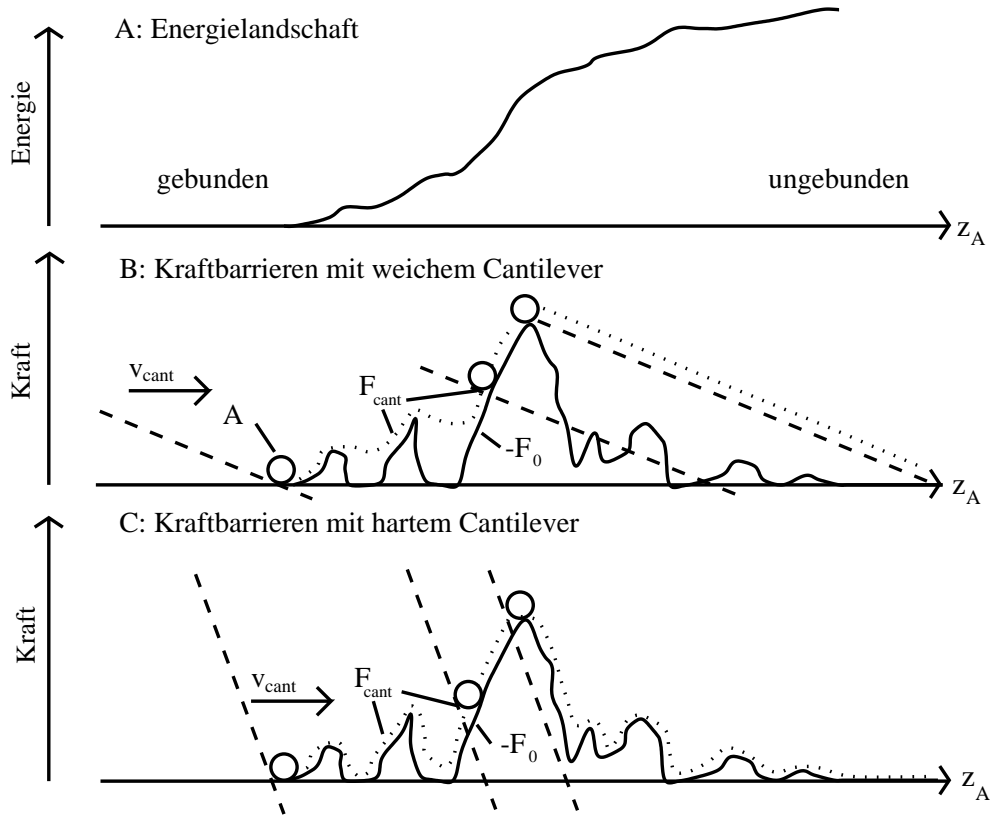 A: Energielandschaft
Energie
gebunden
ungebunden
z_A
B: Kraftbarrieren mit weichem Cantilever
Kraft
v_cant
F_cant
A
-F_0
z_A
C: Kraftbarrieren mit hartem Cantilever
Kraft
v_cant
F_cant
-F_0
z_A